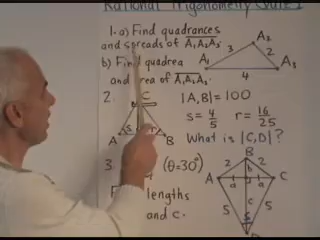 Rational Trigonometry Quiz 1
1. a) Find quadrances
and spreds of A₁A₂A₃.
b) Find quadrea
and area of A₁A₂A₃.
A₂
3
2
A₁
A₃
4
2.
C
s
r
A
B
|A,B| = 100
s = 4/5 r = 16/25
What is |C,D|?
3.
(θ=30°)
lengths
and c.
B
2
2
b
A
a
a
C
5
c
5